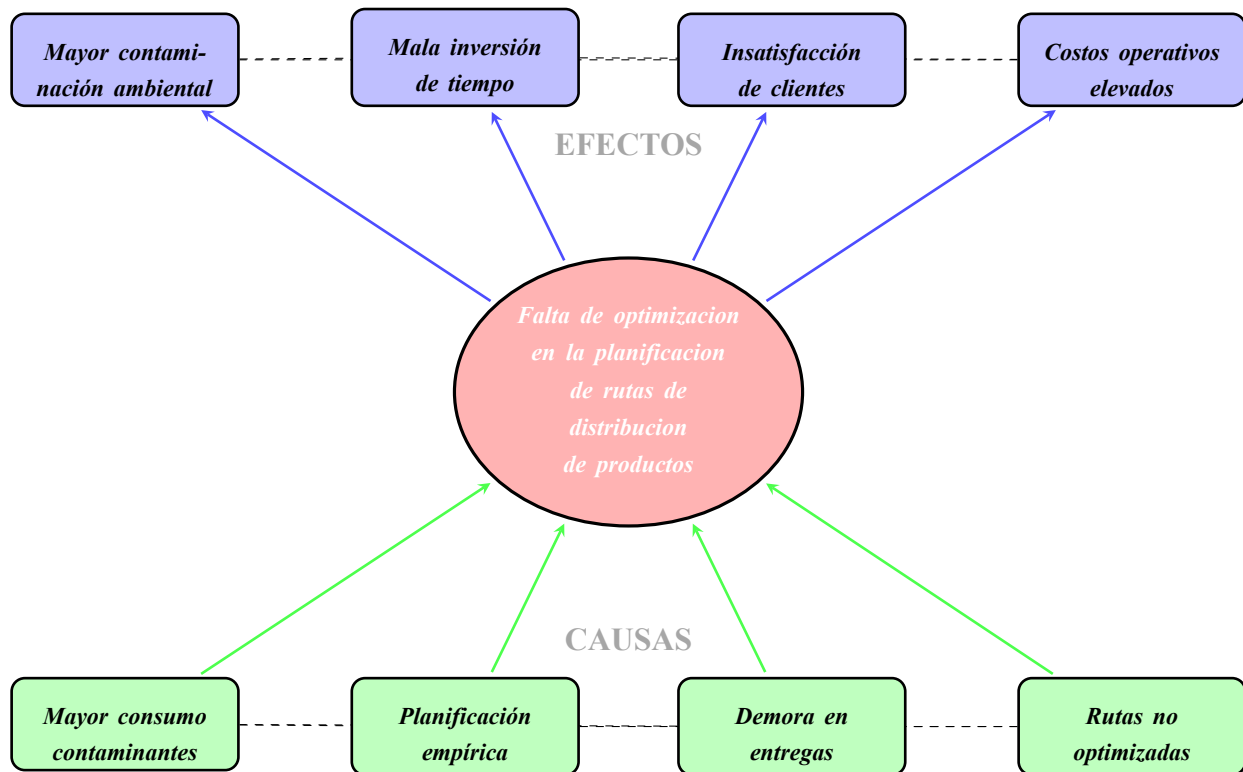 Mayor contami-
nación ambiental
Mala inversión
de tiempo
Insatisfacción
de clientes
Costos operativos
elevados
EFECTOS
Falta de optimizacion
en la planificacion
de rutas de
distribucion
de productos
CAUSAS
Mayor consumo
contaminantes
Planificación
empírica
Demora en
entregas
Rutas no
optimizadas